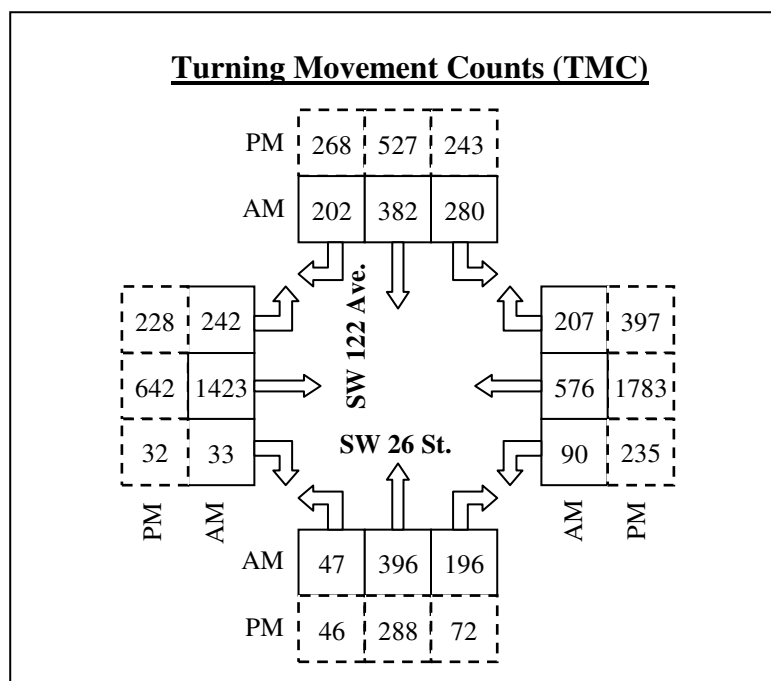 Turning Movement Counts (TMC)
PM 268 527 243
AM 202 382 280
SW 122 Ave.
228 242 207 397
642 1423 576 1783
SW 26 St.
32 33 90 235
PM AM AM PM
AM 47 396 196
PM 46 288 72